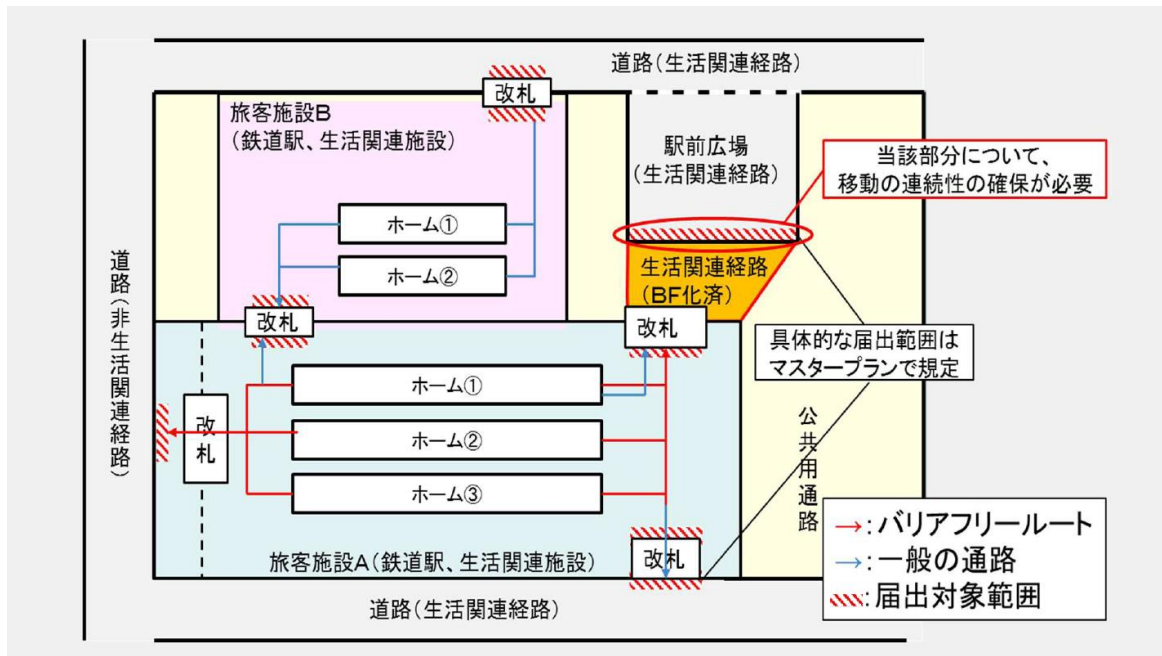 道路(生活関連経路)
改札
旅客施設B
(鉄道駅、生活関連施設)
駅前広場
(生活関連経路)
当該部分について、
移動の連続性の確保が必要
ホーム①
ホーム②
生活関連経路
(BF化済)
道路(非生活関連経路)
改札
改札
具体的な届出範囲は
マスタープランで規定
ホーム①
改札
ホーム②
ホーム③
公共用通路
旅客施設A(鉄道駅、生活関連施設)
改札
道路(生活関連経路)
→:バリアフリールート
→:一般の通路
:届出対象範囲